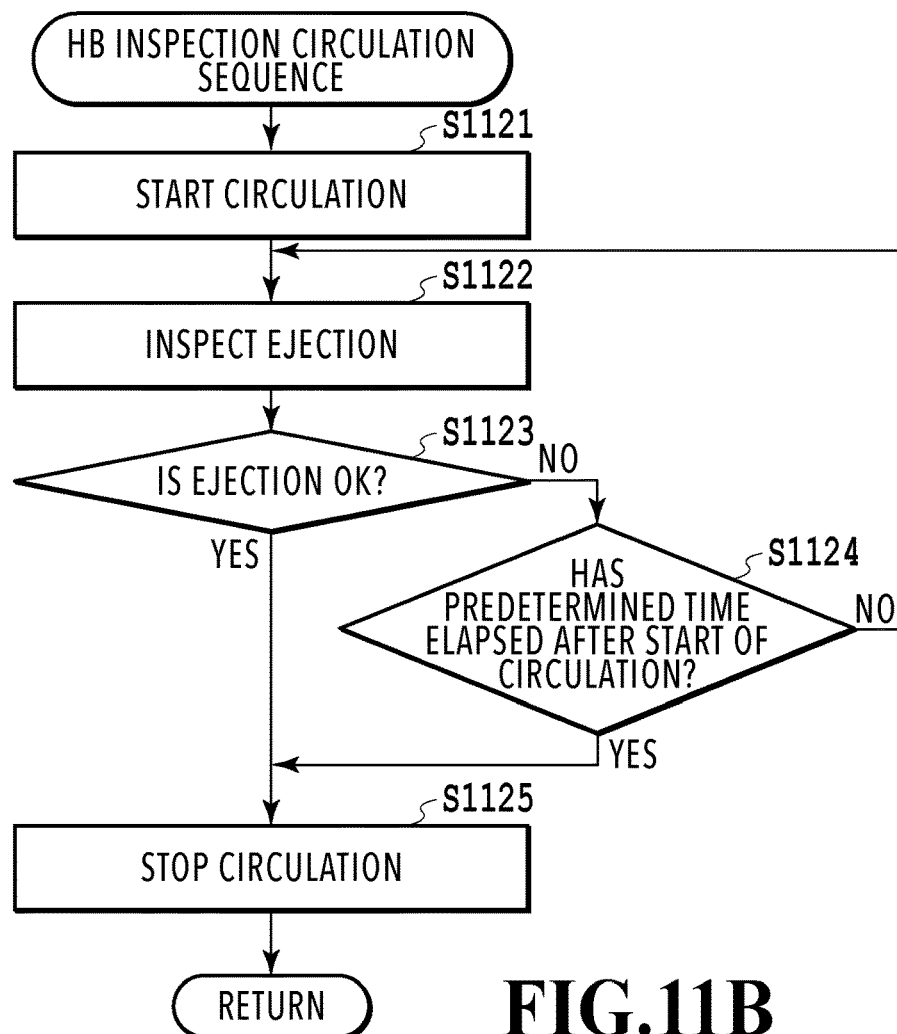 HB INSPECTION CIRCULATION
SEQUENCE
S1121
START CIRCULATION
S1122
INSPECT EJECTION
S1123
IS EJECTION OK?
NO
YES
S1124
HAS
PREDETERMINED TIME
ELAPSED AFTER START OF
CIRCULATION?
NO
YES
S1125
STOP CIRCULATION
RETURN
FIG.11B